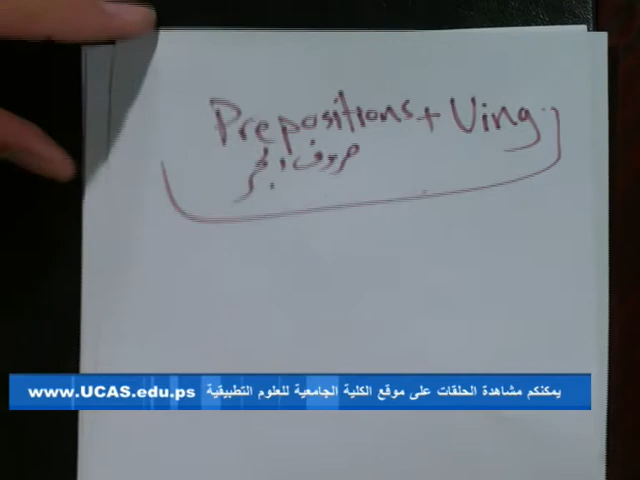 Prepositions + Ving
حروف الجر
www.UCAS.edu.ps يمكنكم مشاهدة الحلقات على موقع الكلية الجامعية للعلوم التطبيقية